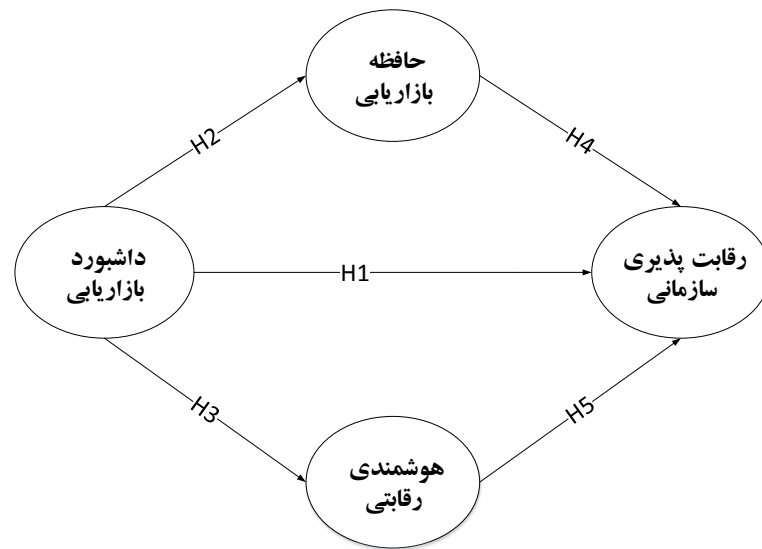 حافظه
بازاریابی
H2
H4
داشبورد
بازاریابی
H1
رقابت پذیری
سازمانی
H3
H5
هوشمندی
رقابتی